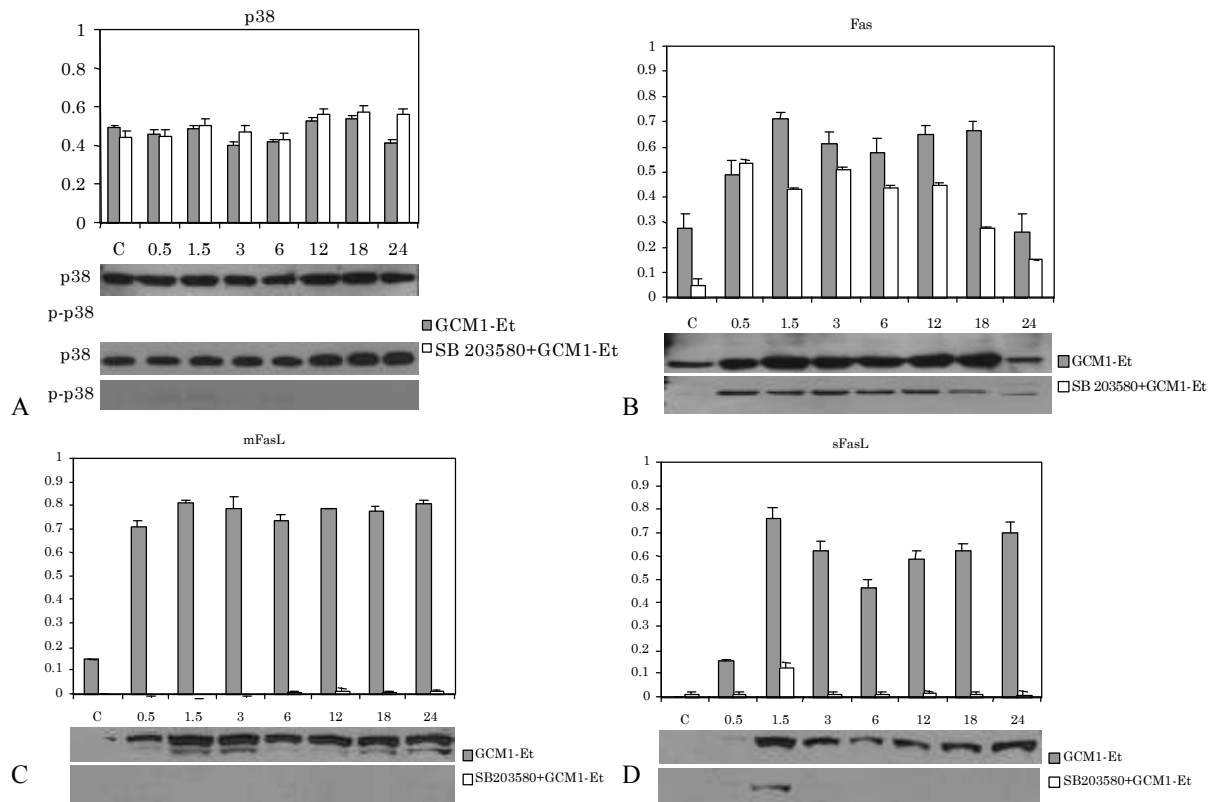 p38
1
0.8
0.6
0.4
0.2
0
C 0.5 1.5 3 6 12 18 24
p38
p-p38
p38
p-p38
GCM1-Et
SB 203580+GCM1-Et
A
Fas
1
0.9
0.8
0.7
0.6
0.5
0.4
0.3
0.2
0.1
0
C 0.5 1.5 3 6 12 18 24
GCM1-Et
SB 203580+GCM1-Et
B
mFasL
1
0.9
0.8
0.7
0.6
0.5
0.4
0.3
0.2
0.1
0
C 0.5 1.5 3 6 12 18 24
GCM1-Et
SB203580+GCM1-Et
C
sFasL
1
0.9
0.8
0.7
0.6
0.5
0.4
0.3
0.2
0.1
0
C 0.5 1.5 3 6 12 18 24
GCM1-Et
SB203580+GCM1-Et
D